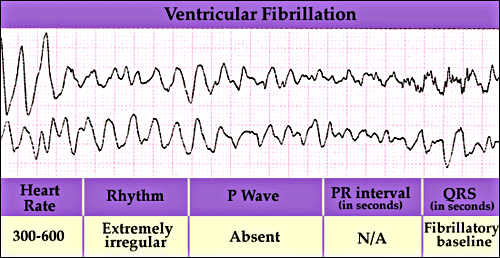 Ventricular Fibrillation
Heart Rate
Rhythm
P Wave
PR interval (in seconds)
QRS (in seconds)
300-600
Extremely irregular
Absent
N/A
Fibrillatory baseline